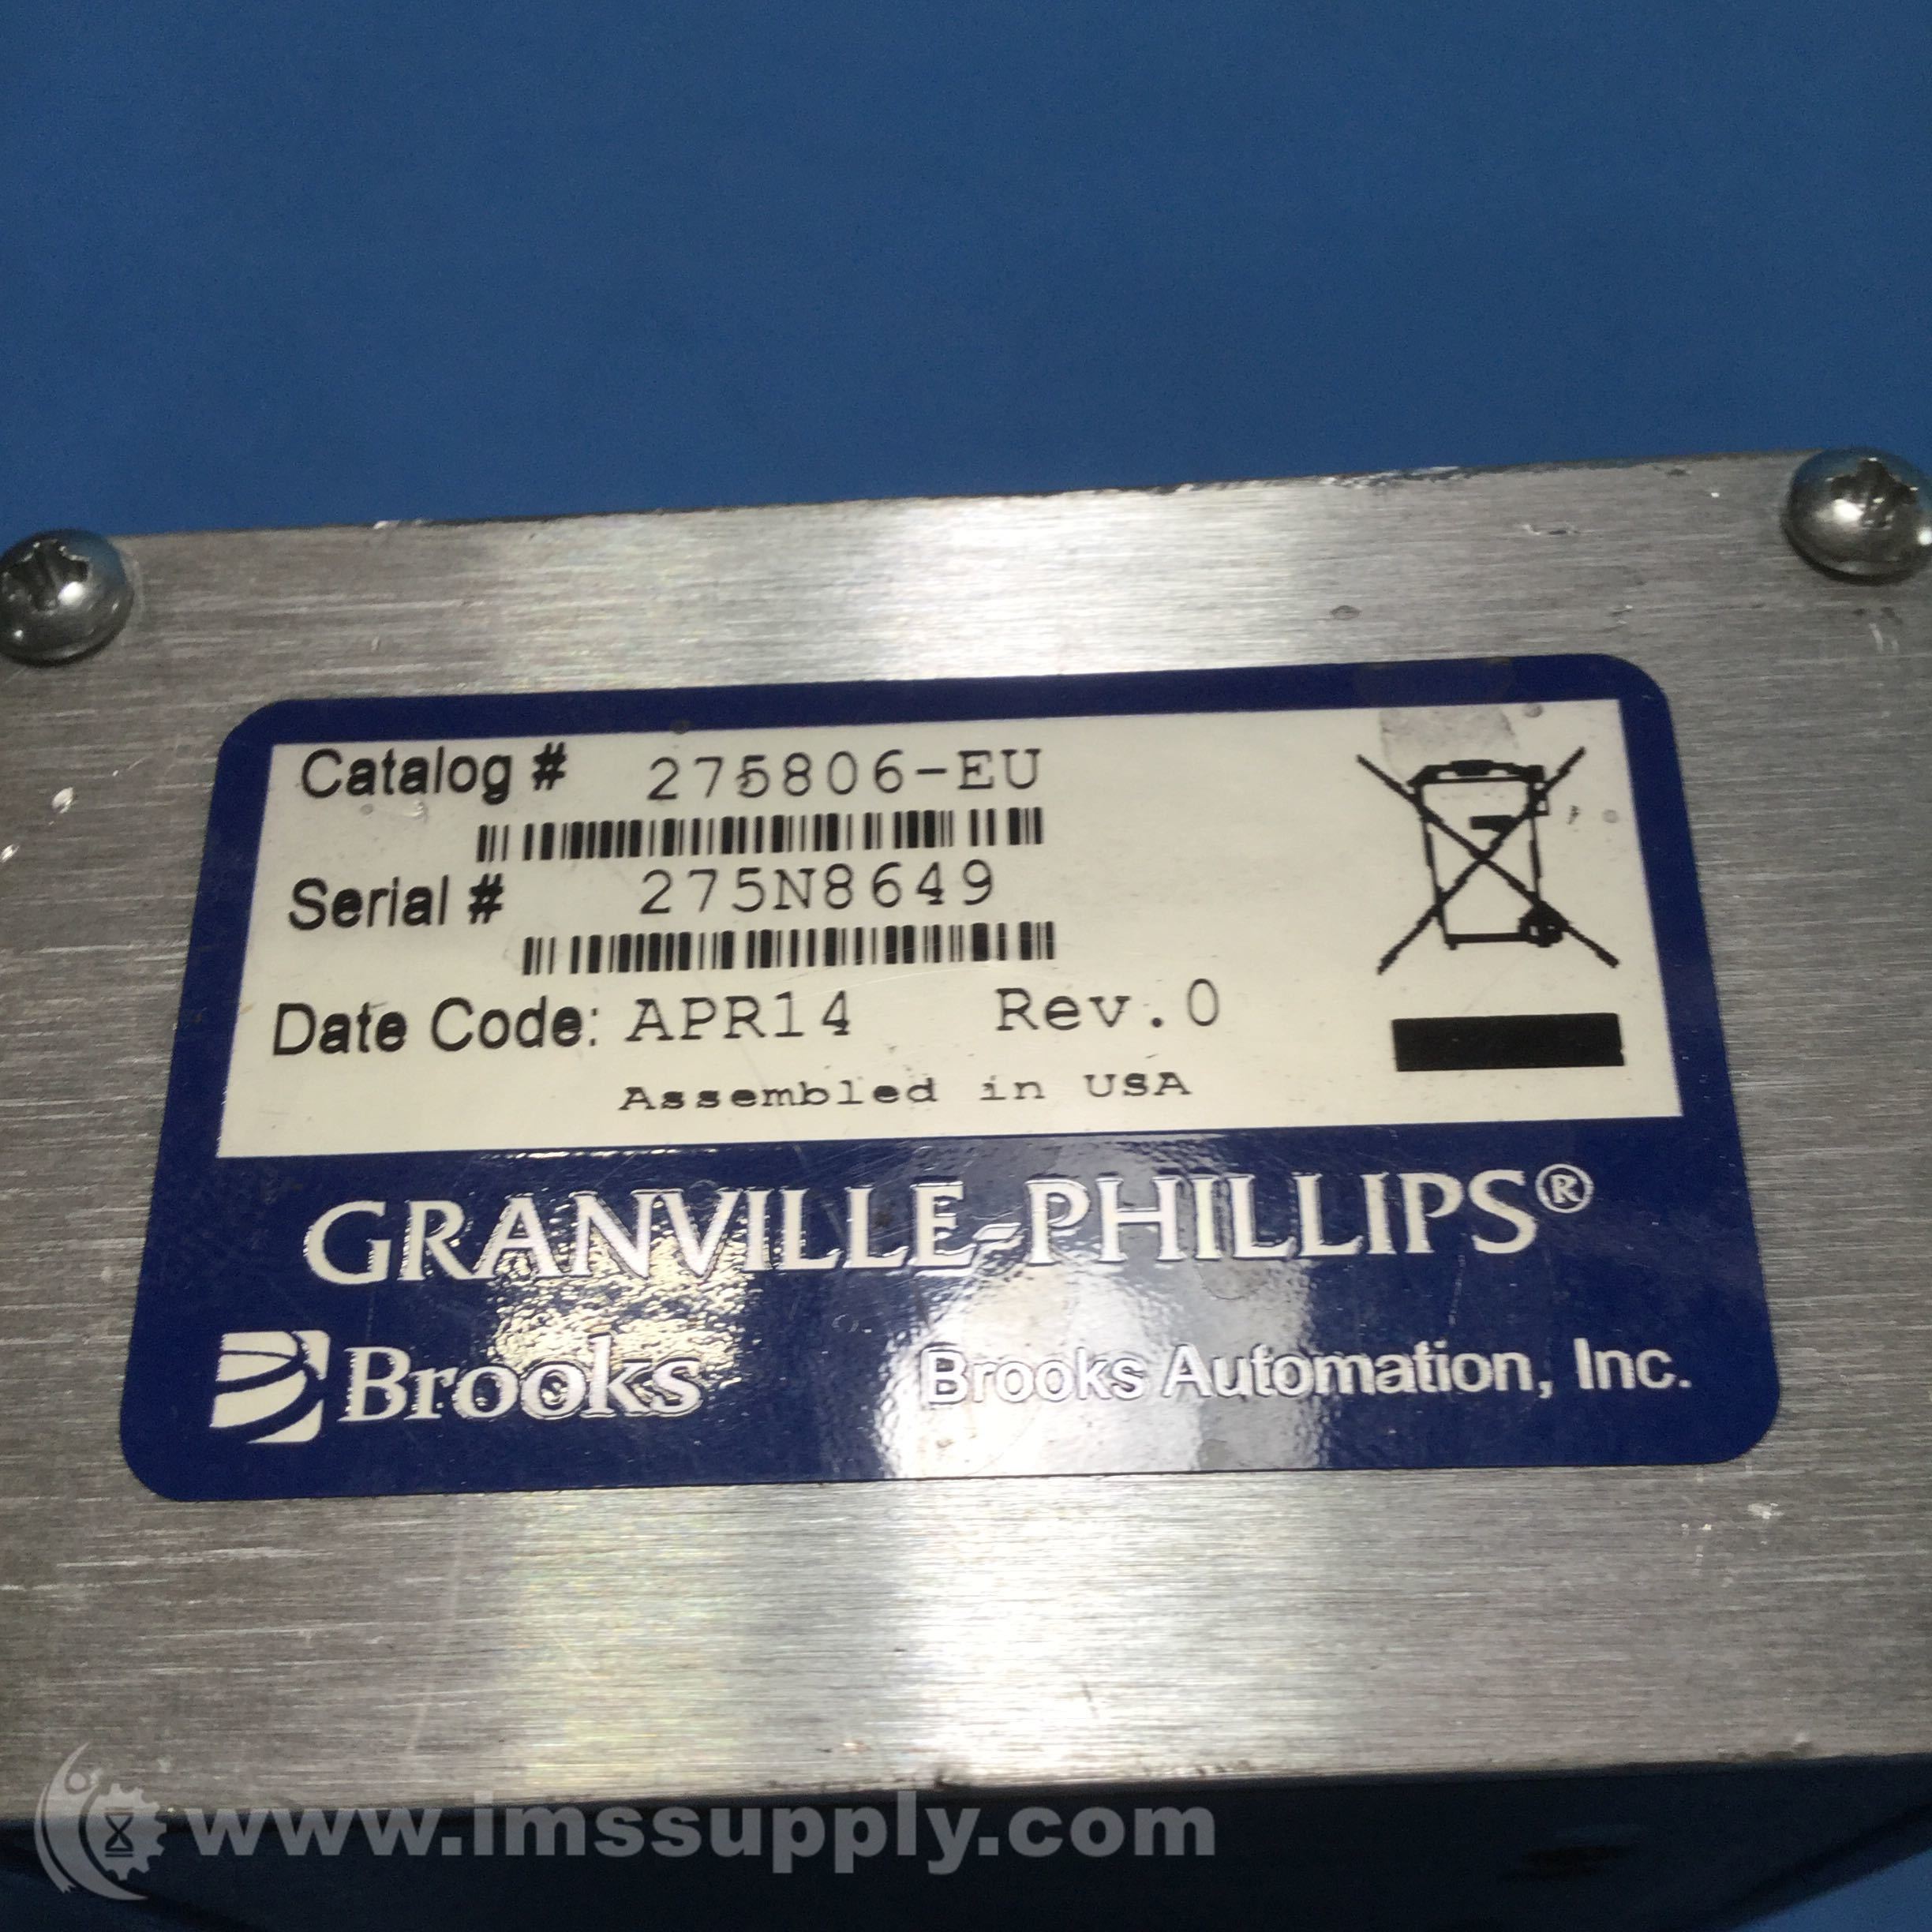 Catalog # 275806-EU
Serial # 275N8649
Date Code: APR14 Rev.0
Assembled in USA
GRANVILLE-PHILLIPS®
Brooks Brooks Automation, Inc.
www.imssupply.com